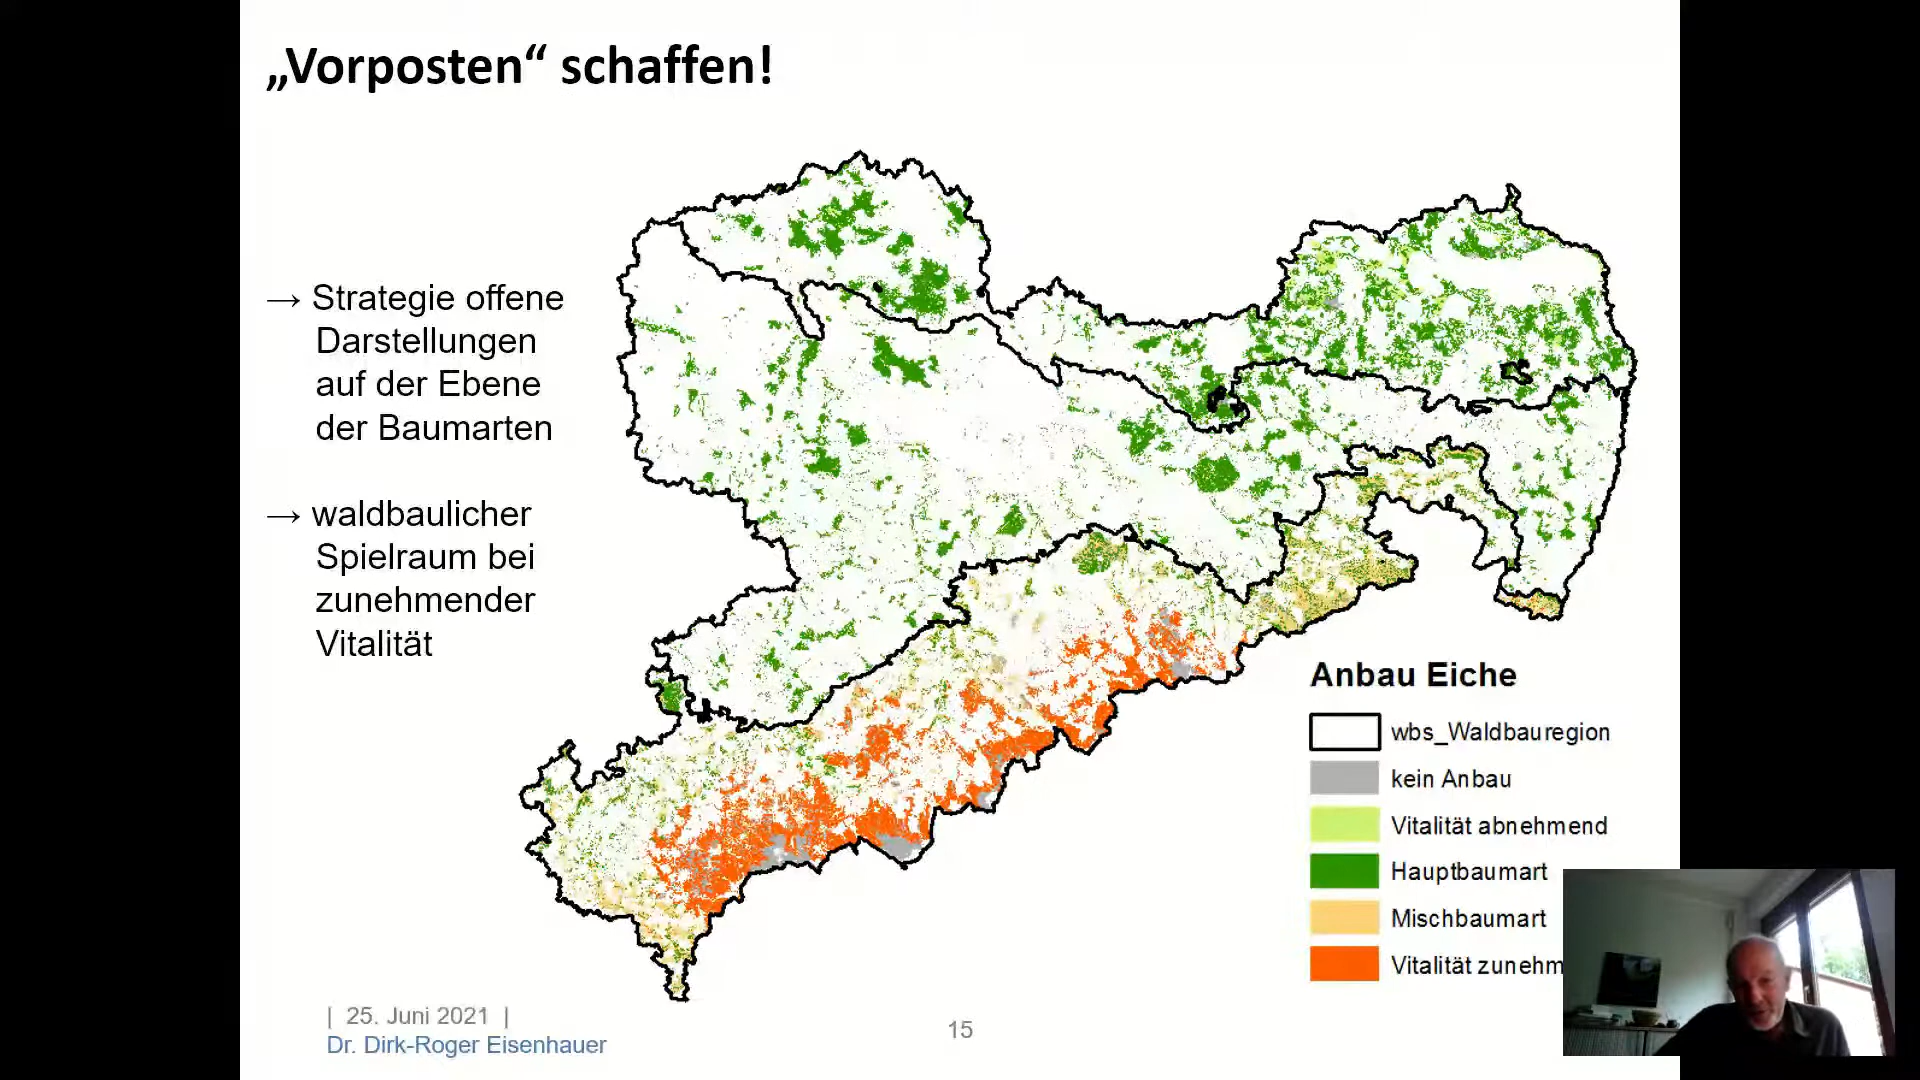 „Vorposten“ schaffen!
→ Strategie offene
Darstellungen
auf der Ebene
der Baumarten
→ waldbaulicher
Spielraum bei
zunehmender
Vitalität
Anbau Eiche
wbs_Waldbauregion
kein Anbau
Vitalität abnehmend
Hauptbaumart
Mischbaumart
Vitalität zunehm
| 25. Juni 2021 |
Dr. Dirk-Roger Eisenhauer
15